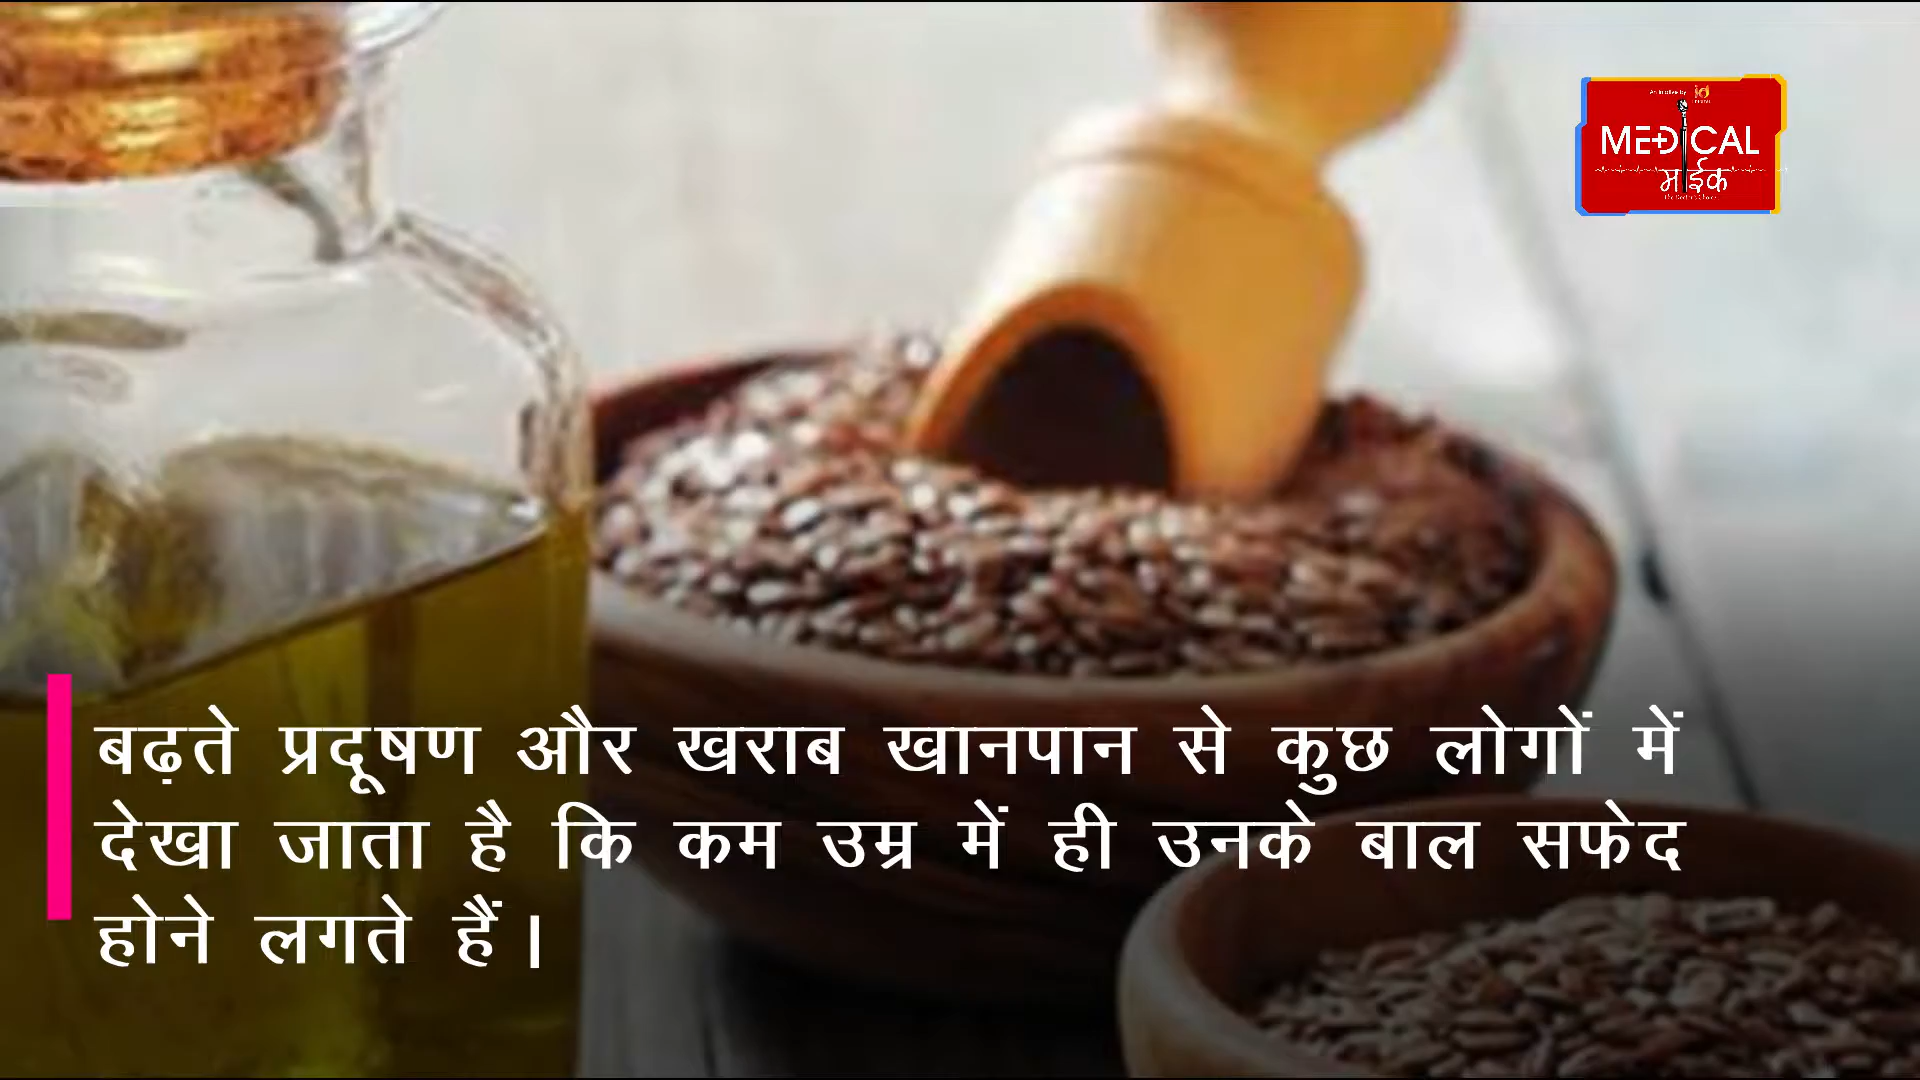 MEDICAL
माईक
बढ़ते प्रदूषण और खराब खानपान से कुछ लोगों में
देखा जाता है कि कम उम्र में ही उनके बाल सफेद
होने लगते हैं।